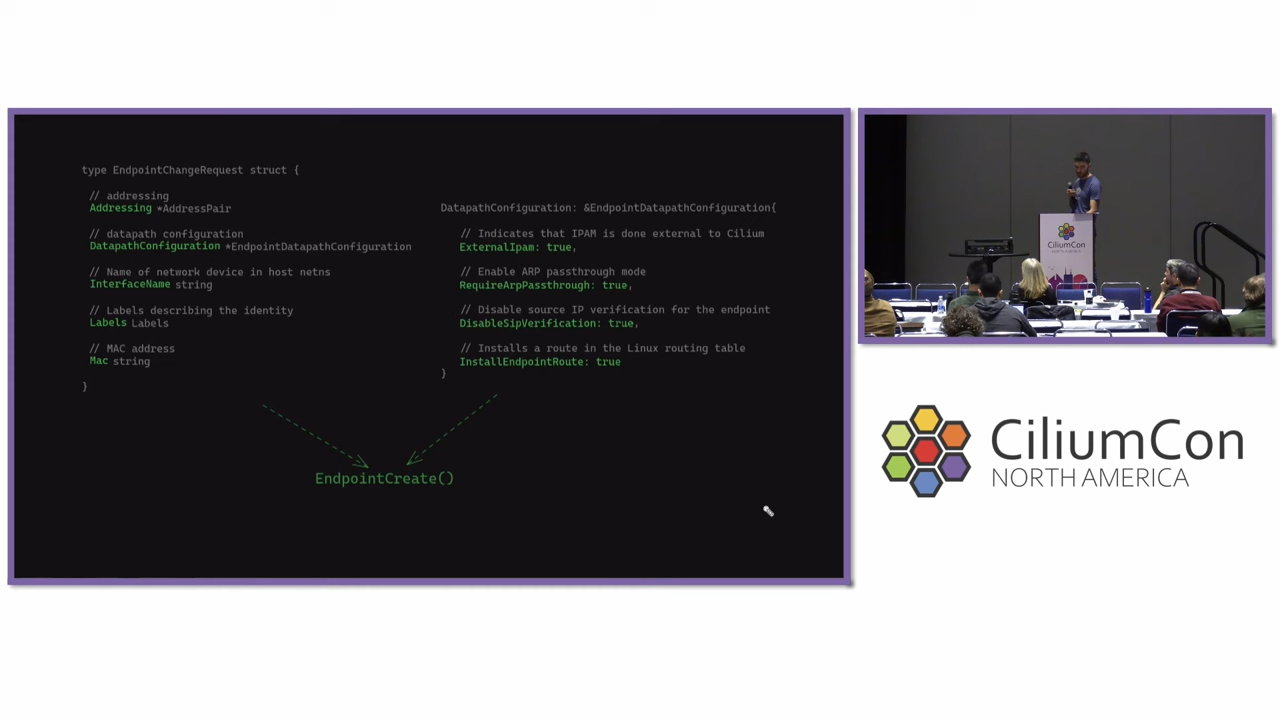 type EndpointChangeRequest struct {
// addressing
Addressing *AddressPair
// datapath configuration
DatapathConfiguration *EndpointDatapathConfiguration
// Name of network device in host netns
InterfaceName string
// Labels describing the identity
Labels Labels
// MAC address
Mac string
}
DatapathConfiguration: &EndpointDatapathConfiguration{
// Indicates that IPAM is done external to Cilium
ExternalIpam: true,
// Enable ARP passthrough mode
RequireArpPassthrough: true,
// Disable source IP verification for the endpoint
DisableSipVerification: true,
// Installs a route in the Linux routing table
InstallEndpointRoute: true
}
EndpointCreate()
CiliumCon
CiliumCon
NORTH AMERICA